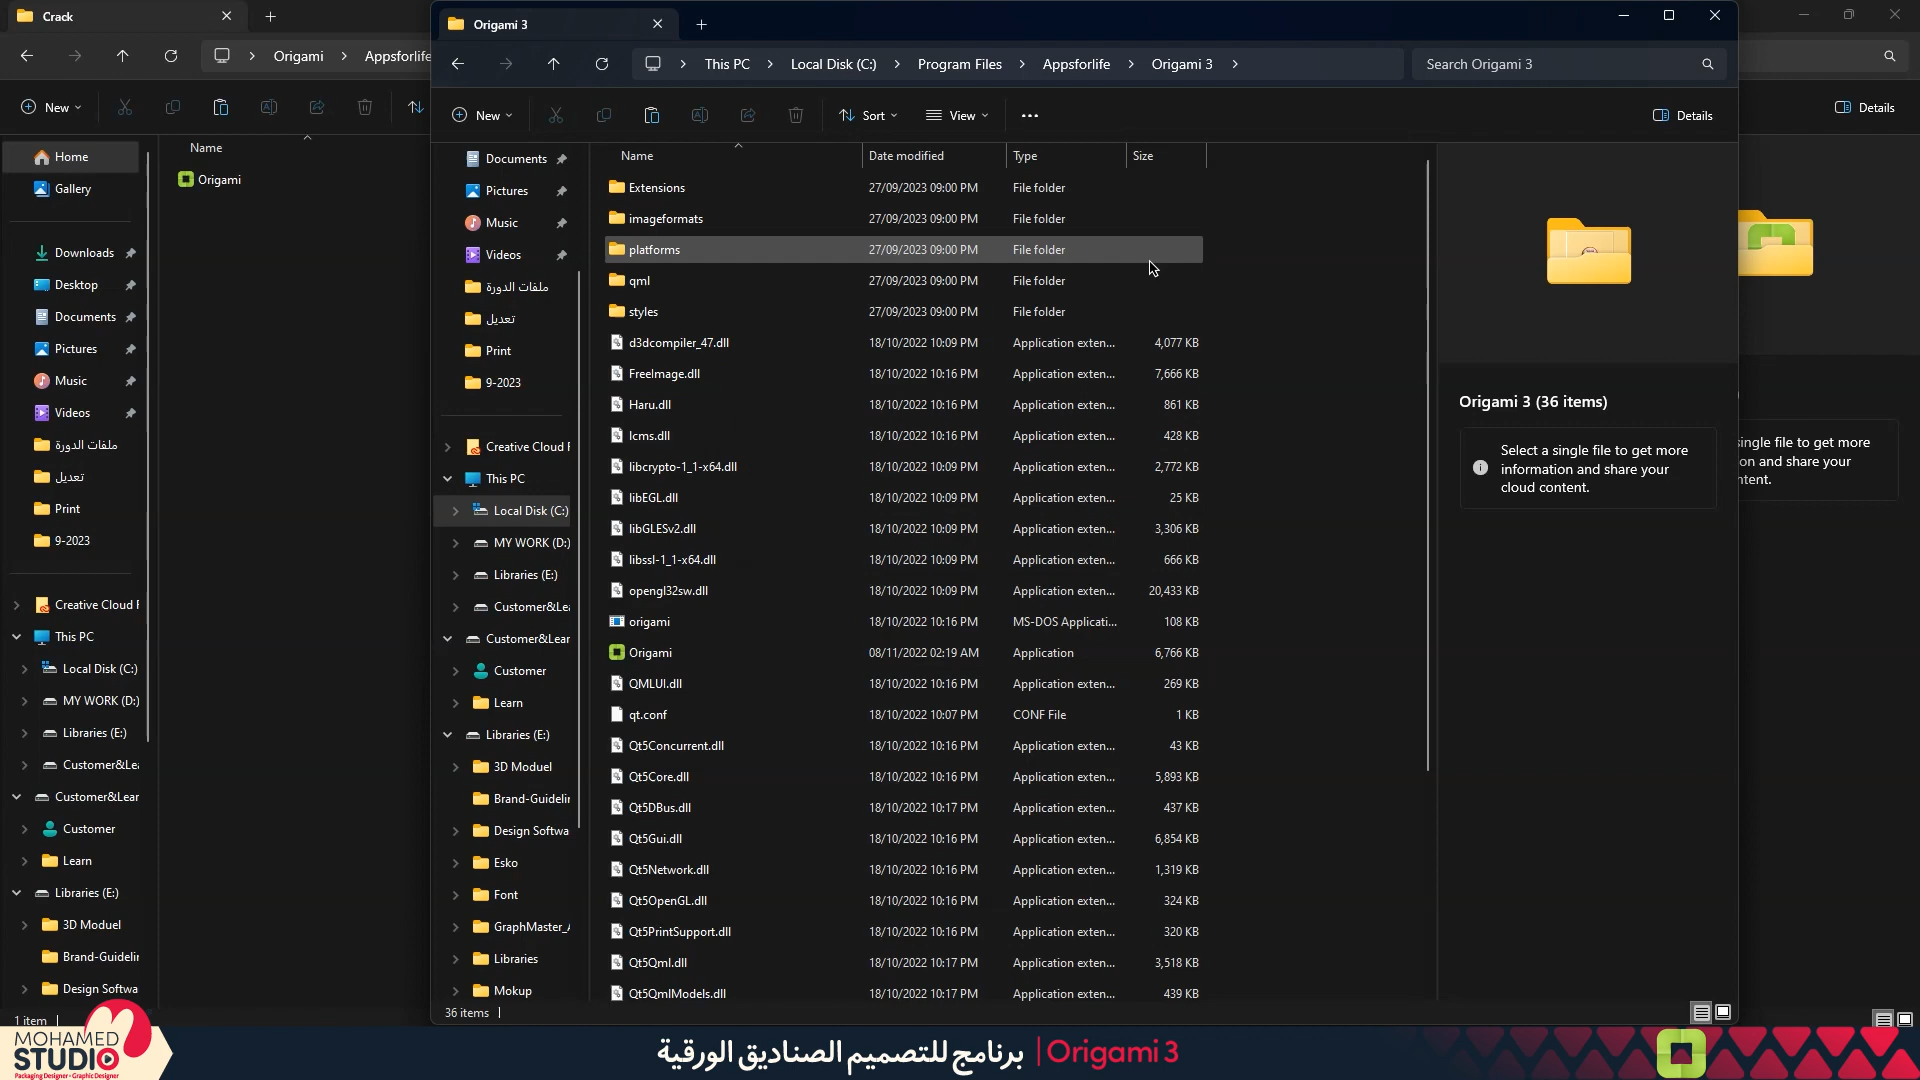 Crack
Origami 3
Origami
Appsforlife
This PC
Local Disk (C:)
Program Files
Appsforlife
Origami 3
Search Origami 3
New
New
Sort
View
Details
Details
Name
Origami
Home
Gallery
Downloads
Desktop
Documents
Pictures
Music
Videos
ملفات الدورة
تعديل
Print
9-2023
Creative Cloud F
This PC
Local Disk (C:)
MY WORK (D:)
Libraries (E:)
Customer&Lea
Customer&Lear
Customer
Learn
Libraries (E:)
3D Moduel
Brand-Guidelin
Design Softwa
1 item
Documents
Pictures
Music
Videos
ملفات الدورة
تعديل
Print
9-2023
Creative Cloud F
This PC
Local Disk (C:)
MY WORK (D:)
Libraries (E:)
Customer&Lea
Customer&Lear
Customer
Learn
Libraries (E:)
3D Moduel
Brand-Guidelin
Design Softwa
Esko
Font
GraphMaster_A
Libraries
Mokup
36 items
Name Date modified Type Size
Extensions 27/09/2023 09:00 PM File folder
imageformats 27/09/2023 09:00 PM File folder
platforms 27/09/2023 09:00 PM File folder
qml 27/09/2023 09:00 PM File folder
styles 27/09/2023 09:00 PM File folder
d3dcompiler_47.dll 18/10/2022 10:09 PM Application exten... 4,077 KB
FreeImage.dll 18/10/2022 10:16 PM Application exten... 7,666 KB
Haru.dll 18/10/2022 10:16 PM Application exten... 861 KB
lcms.dll 18/10/2022 10:16 PM Application exten... 428 KB
libcrypto-1_1-x64.dll 18/10/2022 10:09 PM Application exten... 2,772 KB
libEGL.dll 18/10/2022 10:09 PM Application exten... 25 KB
libGLESv2.dll 18/10/2022 10:09 PM Application exten... 3,306 KB
libssl-1_1-x64.dll 18/10/2022 10:09 PM Application exten... 666 KB
opengl32sw.dll 18/10/2022 10:09 PM Application exten... 20,433 KB
origami 18/10/2022 10:16 PM MS-DOS Applicati... 108 KB
Origami 08/11/2022 02:19 AM Application 6,766 KB
QMLUI.dll 18/10/2022 10:16 PM Application exten... 269 KB
qt.conf 18/10/2022 10:07 PM CONF File 1 KB
Qt5Concurrent.dll 18/10/2022 10:16 PM Application exten... 43 KB
Qt5Core.dll 18/10/2022 10:16 PM Application exten... 5,893 KB
Qt5DBus.dll 18/10/2022 10:17 PM Application exten... 437 KB
Qt5Gui.dll 18/10/2022 10:16 PM Application exten... 6,854 KB
Qt5Network.dll 18/10/2022 10:16 PM Application exten... 1,319 KB
Qt5OpenGL.dll 18/10/2022 10:16 PM Application exten... 324 KB
Qt5PrintSupport.dll 18/10/2022 10:16 PM Application exten... 320 KB
Qt5Qml.dll 18/10/2022 10:17 PM Application exten... 3,518 KB
Qt5QmlModels.dll 18/10/2022 10:17 PM Application exten... 439 KB
Origami 3 (36 items)
Select a single file to get more
information and share your
cloud content.
single file to get more
on and share your
ntent.
MOHAMED
STUDIO
Packaging Designer - Graphic Designer
برنامج للتصميم الصناديق الورقية | Origami 3